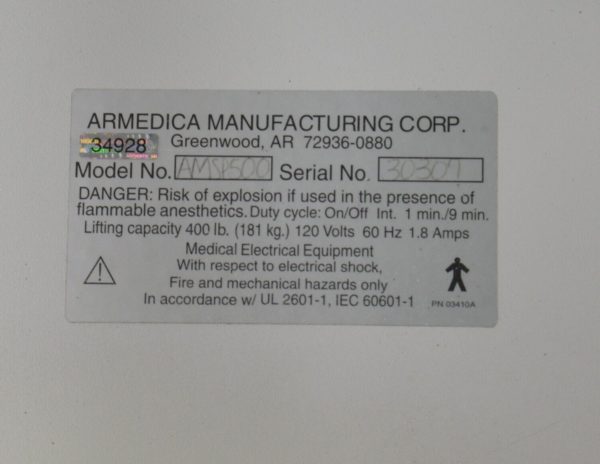 ARMEDICA MANUFACTURING CORP.
34928 Greenwood, AR 72936-0880
Model No. AMSP500 Serial No. 30307
DANGER: Risk of explosion if used in the presence of
flammable anesthetics. Duty cycle: On/Off Int. 1 min./9 min.
Lifting capacity 400 lb. (181 kg.) 120 Volts 60 Hz 1.8 Amps
Medical Electrical Equipment
With respect to electrical shock,
Fire and mechanical hazards only
In accordance w/ UL 2601-1, IEC 60601-1
PN 03410A